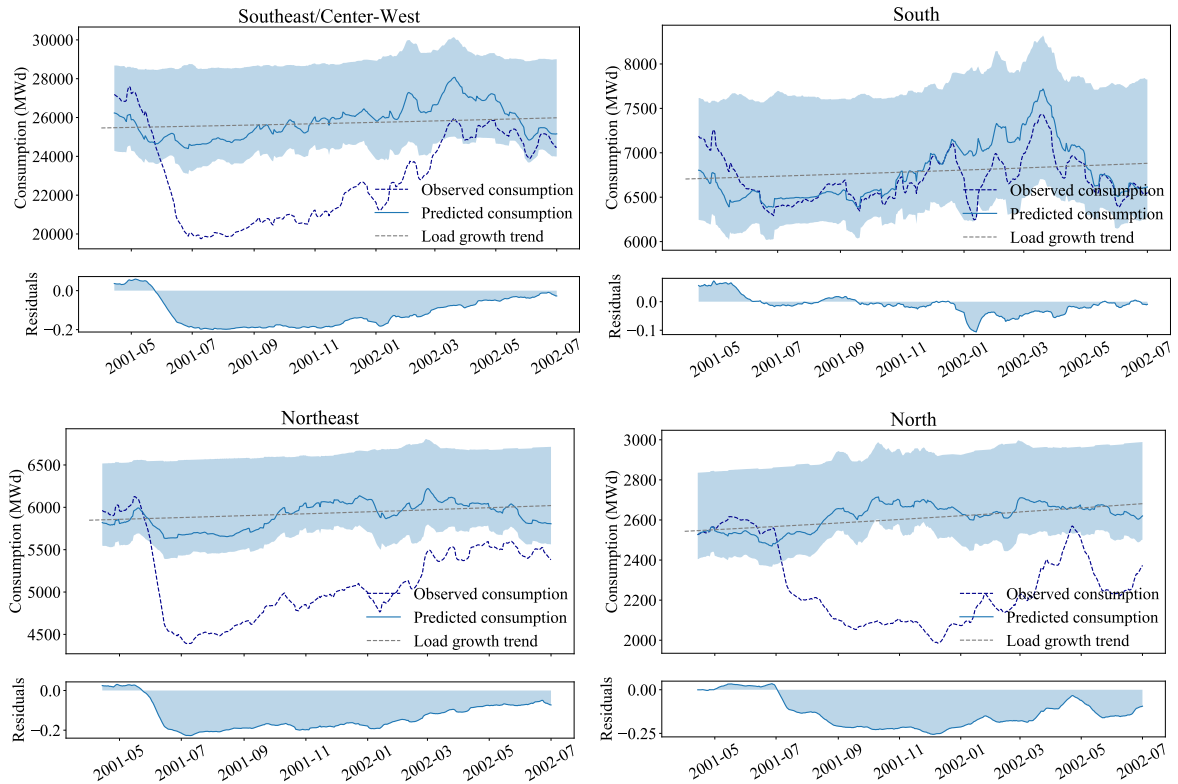 Southeast/Center-West
Consumption (MWd)
30000
28000
26000
24000
22000
20000
Observed consumption
Predicted consumption
Load growth trend
Residuals
0.0
−0.2
2001-05
2001-07
2001-09
2001-11
2002-01
2002-03
2002-05
2002-07
South
Consumption (MWd)
8000
7500
7000
6500
6000
Observed consumption
Predicted consumption
Load growth trend
Residuals
0.0
−0.1
2001-05
2001-07
2001-09
2001-11
2002-01
2002-03
2002-05
2002-07
Northeast
Consumption (MWd)
6500
6000
5500
5000
4500
Observed consumption
Predicted consumption
Load growth trend
Residuals
0.0
−0.2
2001-05
2001-07
2001-09
2001-11
2002-01
2002-03
2002-05
2002-07
North
Consumption (MWd)
3000
2800
2600
2400
2200
2000
Observed consumption
Predicted consumption
Load growth trend
Residuals
0.00
−0.25
2001-05
2001-07
2001-09
2001-11
2002-01
2002-03
2002-05
2002-07